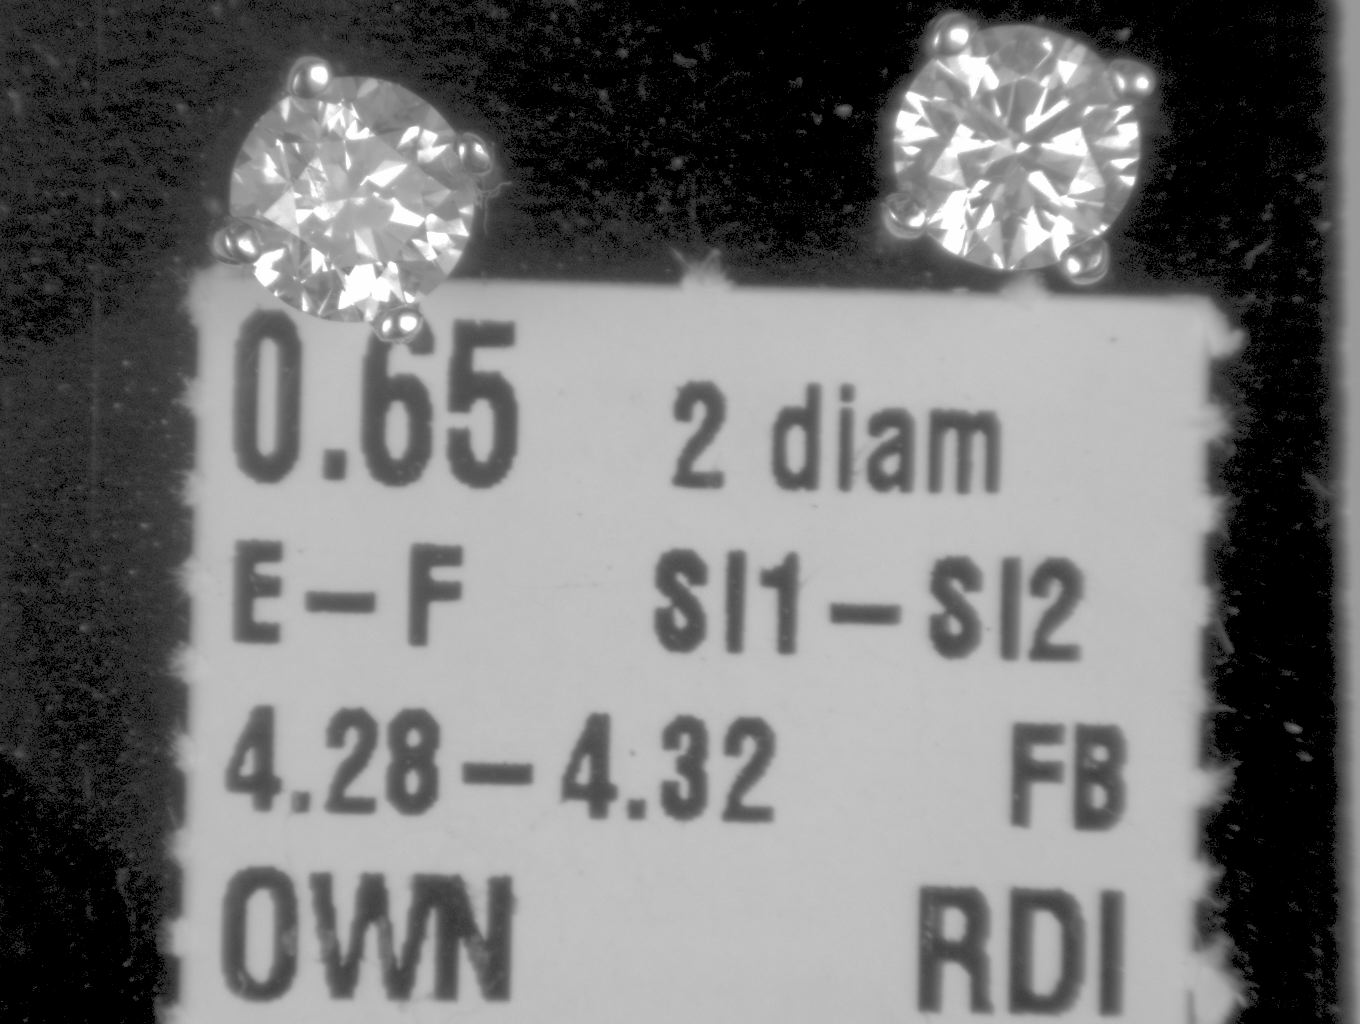 0.65 2 diam
E-F SI1-SI2
4.28-4.32 FB
OWN RDI